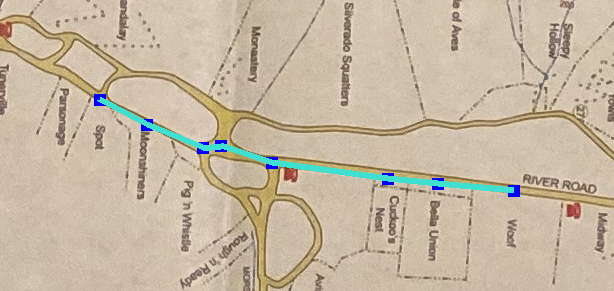 Monastery
Silverado Squatters
Sleepy
Hollow
27
Parsonage
Spot
Moonshiners
Pig 'n Whistle
Rough 'n Ready
Cuckoo's
Nest
Bella Union
Woof
RIVER ROAD
Midway